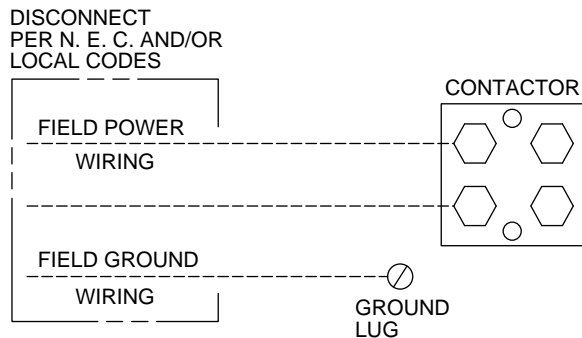 DISCONNECT
PER N. E. C. AND/OR
LOCAL CODES
CONTACTOR
FIELD POWER
WIRING
FIELD GROUND
WIRING
GROUND
LUG